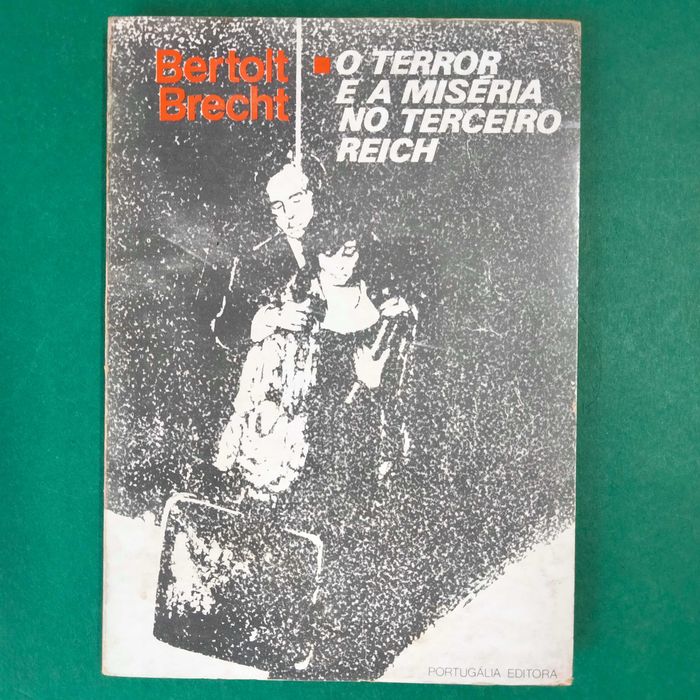 Bertolt
Brecht
O TERROR
E A MISÉRIA
NO TERCEIRO
REICH
PORTUGÁLIA EDITORA